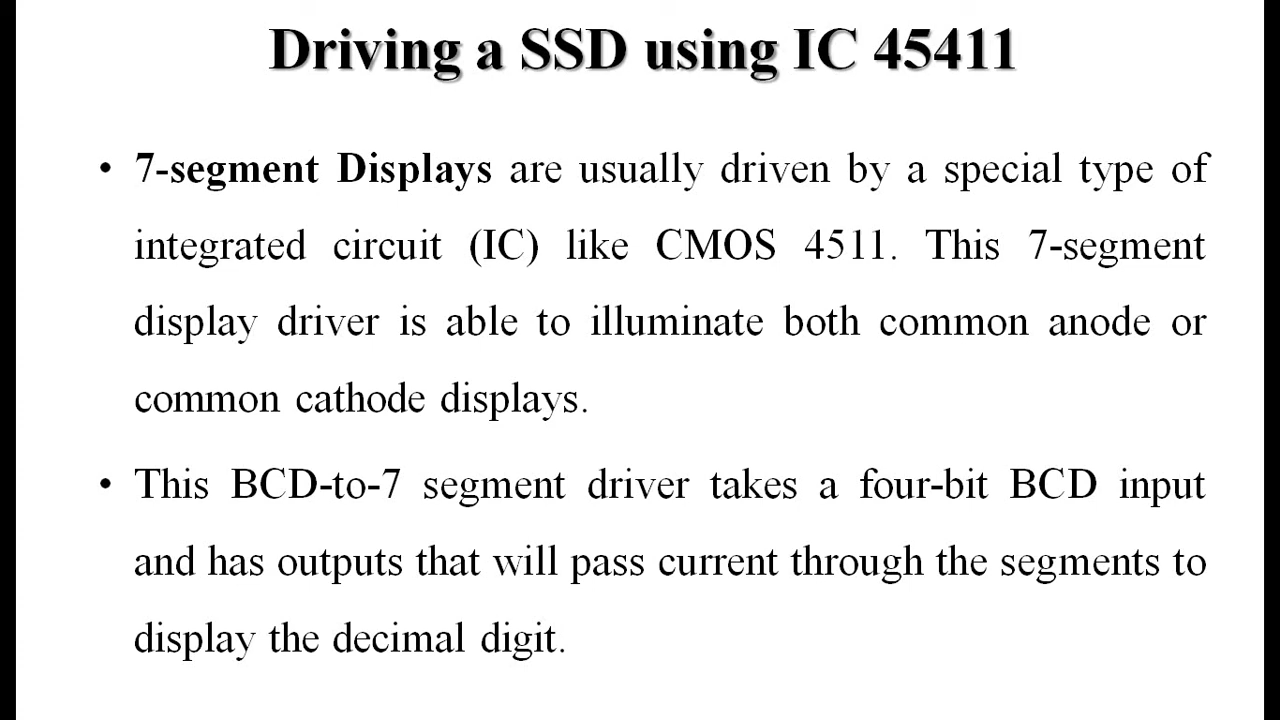 Driving a SSD using IC 45411
• 7-segment Displays are usually driven by a special type of
integrated circuit (IC) like CMOS 4511. This 7-segment
display driver is able to illuminate both common anode or
common cathode displays.
• This BCD-to-7 segment driver takes a four-bit BCD input
and has outputs that will pass current through the segments to
display the decimal digit.